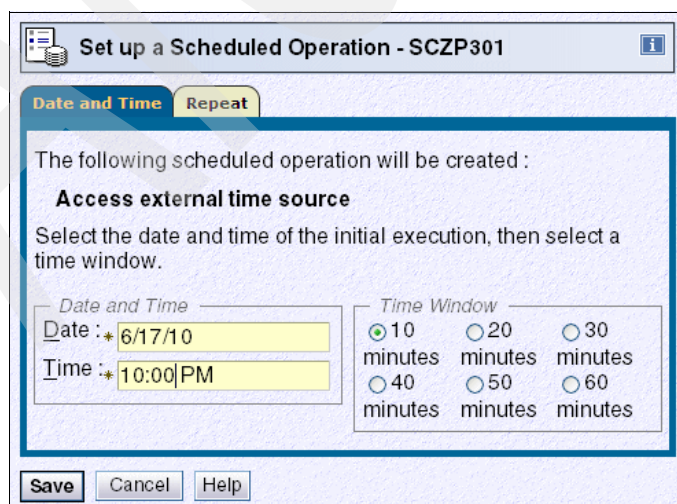 Set up a Scheduled Operation - SCZP301
i
Date and Time
Repeat
The following scheduled operation will be created :
Access external time source
Select the date and time of the initial execution, then select a
time window.
Date and Time
Date :* 6/17/10
Time :* 10:00 PM
Time Window
10 minutes
20 minutes
30 minutes
40 minutes
50 minutes
60 minutes
Save
Cancel
Help